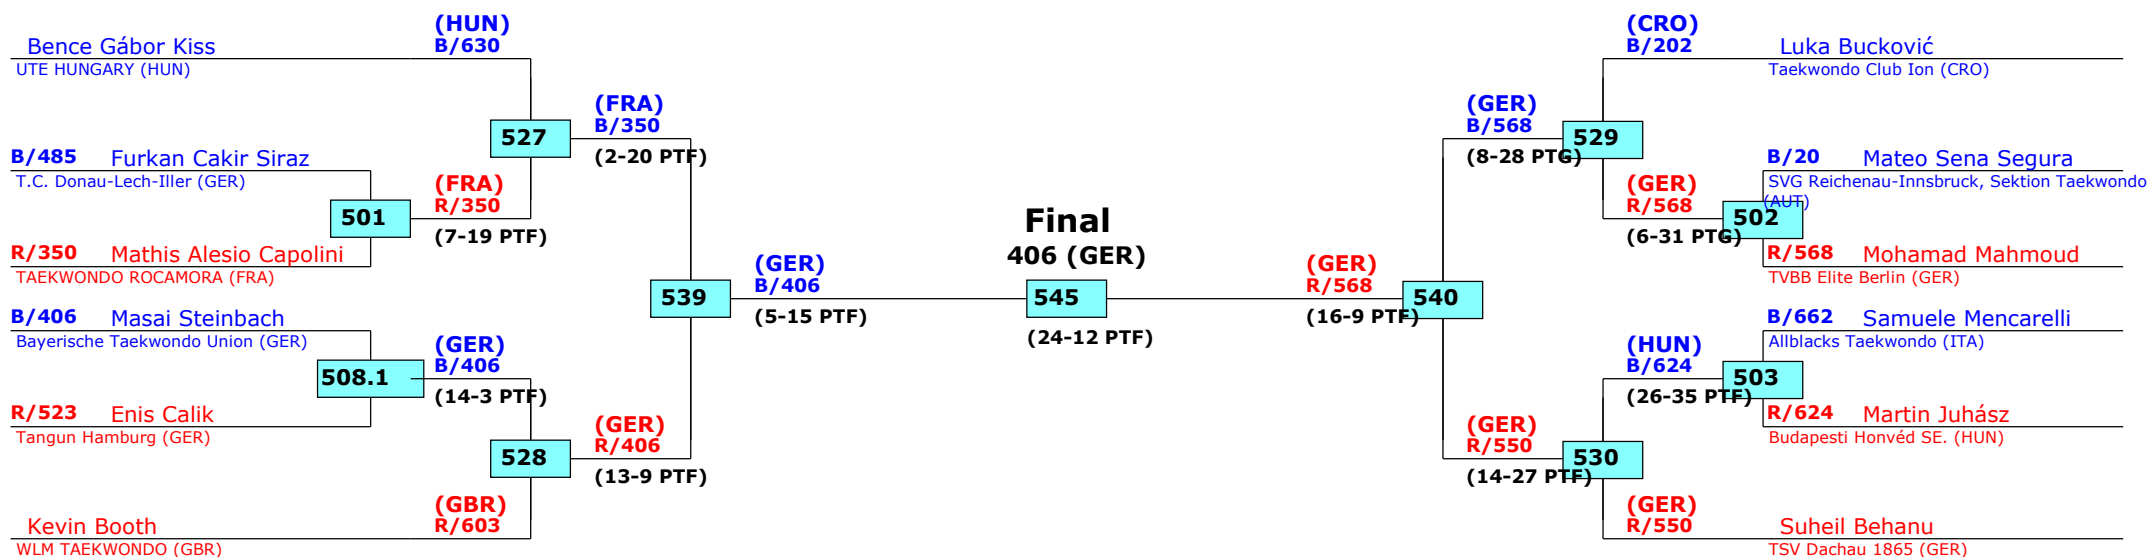 (HUN)
B/630
Bence Gábor Kiss
UTE HUNGARY (HUN)
527
(FRA)
B/350
(2-20 PTF)
B/485 Furkan Cakir Siraz
T.C. Donau-Lech-Iller (GER)
501
(FRA)
R/350
(7-19 PTF)
R/350 Mathis Alesio Capolini
TAEKWONDO ROCAMORA (FRA)
539
(GER)
B/406
(5-15 PTF)
B/406 Masai Steinbach
Bayerische Taekwondo Union (GER)
508.1
(GER)
B/406
(14-3 PTF)
R/523 Enis Calik
Tangun Hamburg (GER)
528
(GER)
R/406
(13-9 PTF)
(GBR)
R/603
Kevin Booth
WLM TAEKWONDO (GBR)
Final
406 (GER)
545
(24-12 PTF)
(CRO)
B/202
Luka Bucković
Taekwondo Club Ion (CRO)
(GER)
B/568
529
(8-28 PTG)
B/20 Mateo Sena Segura
SVG Reichenau-Innsbruck, Sektion Taekwondo
(AUT)
(GER)
R/568
502
(6-31 PTG)
R/568 Mohamad Mahmoud
TVBB Elite Berlin (GER)
(GER)
R/568
540
(16-9 PTF)
B/662 Samuele Mencarelli
Allblacks Taekwondo (ITA)
(HUN)
B/624
503
(26-35 PTF)
R/624 Martin Juhász
Budapesti Honvéd SE. (HUN)
(GER)
R/550
530
(14-27 PTF)
(GER)
R/550
Suheil Behanu
TSV Dachau 1865 (GER)